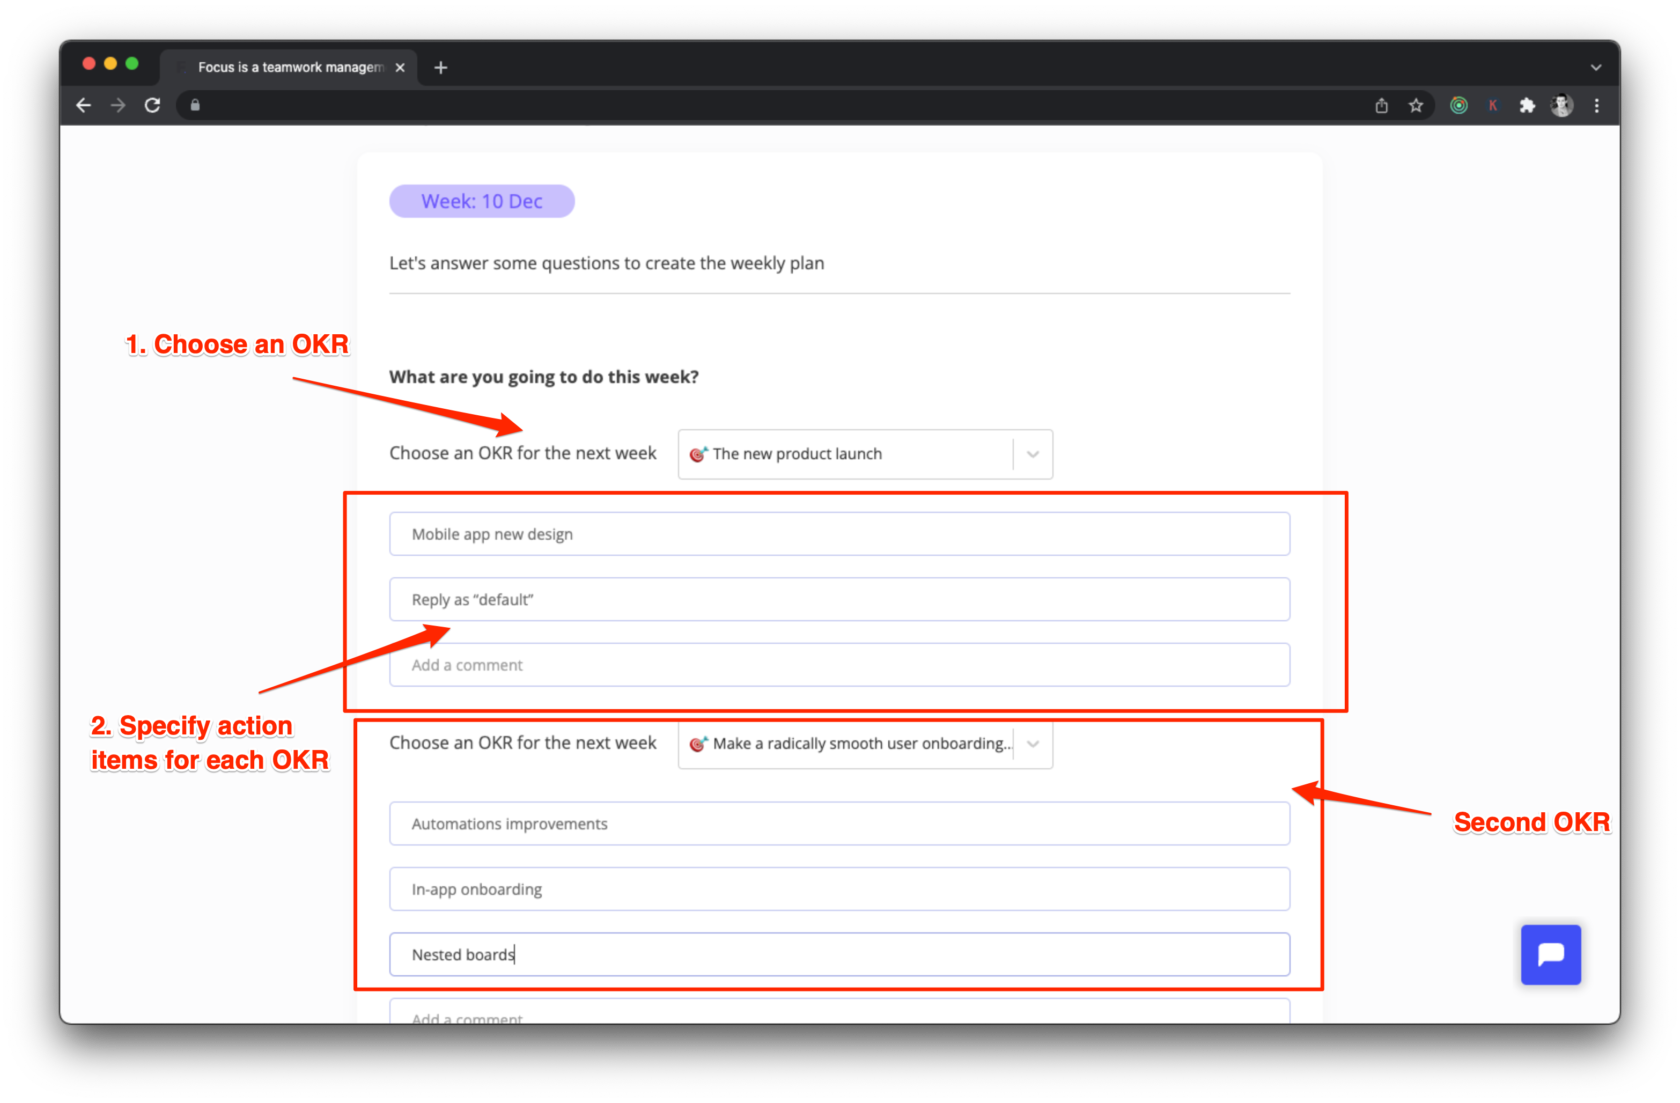 Focus is a teamwork managem
Week: 10 Dec
Let's answer some questions to create the weekly plan
1. Choose an OKR
What are you going to do this week?
Choose an OKR for the next week
The new product launch
Mobile app new design
Reply as “default”
Add a comment
2. Specify action
items for each OKR
Choose an OKR for the next week
Make a radically smooth user onboarding...
Second OKR
Automations improvements
In-app onboarding
Nested boards
Add a comment
K